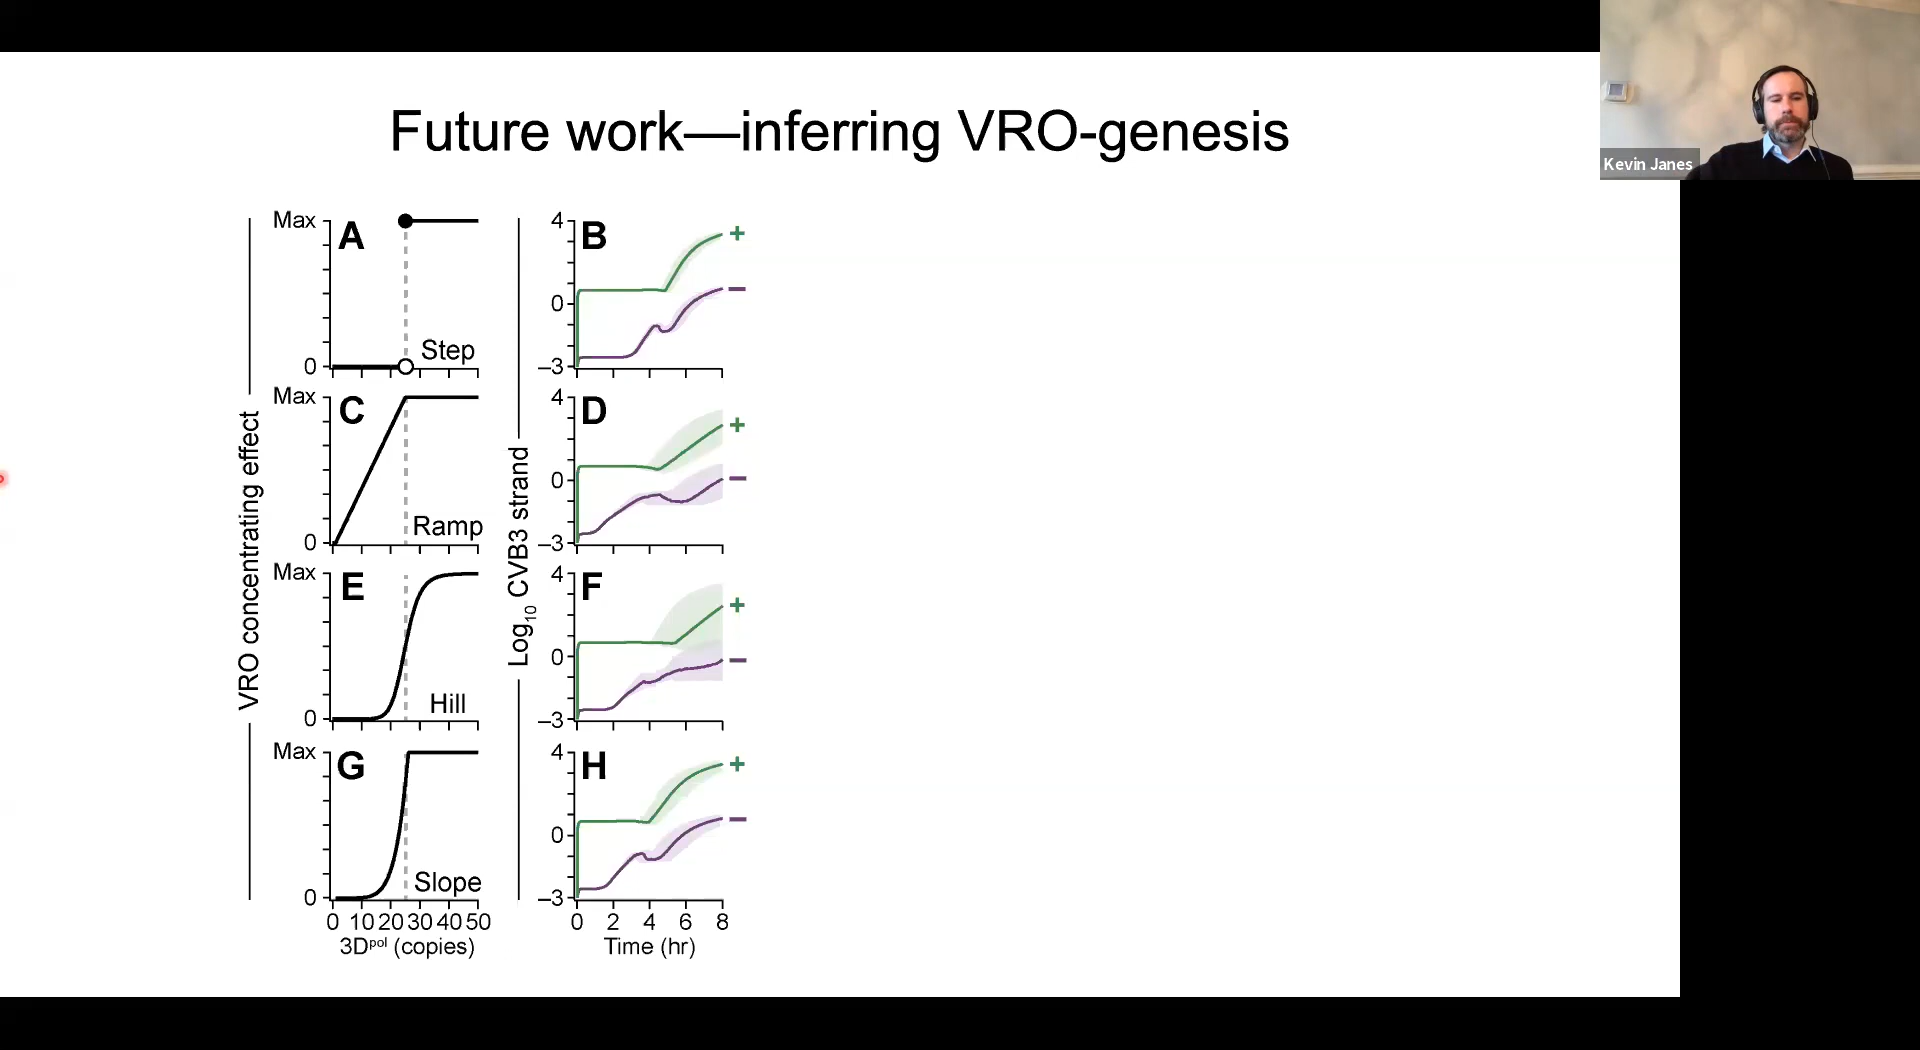 Future work—inferring VRO-genesis
Kevin Janes
VRO concentrating effect
Max
A
Step
0
Max
C
Ramp
0
Max
E
Hill
0
Max
G
Slope
0
0 10 20 30 40 50
3Dpol (copies)
Log10 CVB3 strand
4
B
+
0
−
–3
4
D
+
0
−
–3
4
F
+
0
−
–3
4
H
+
0
−
–3
0 2 4 6 8
Time (hr)